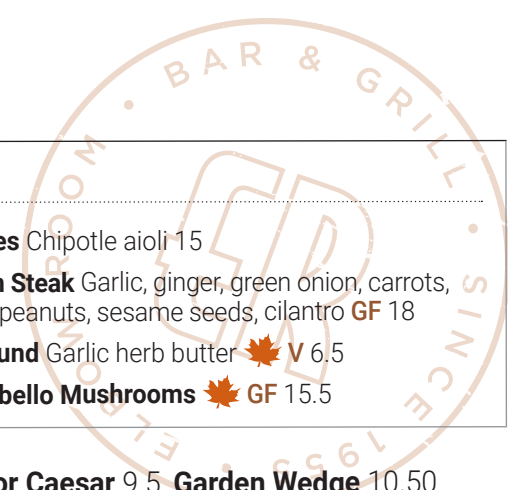 ELBOW ROOM • BAR & GRILL • SINCE 1955 •
ER
es Chipotle aioli 15
n Steak Garlic, ginger, green onion, carrots,
peanuts, sesame seeds, cilantro GF 18
und Garlic herb butter V 6.5
bello Mushrooms GF 15.5
or Caesar 9.5 Garden Wedge 10.50